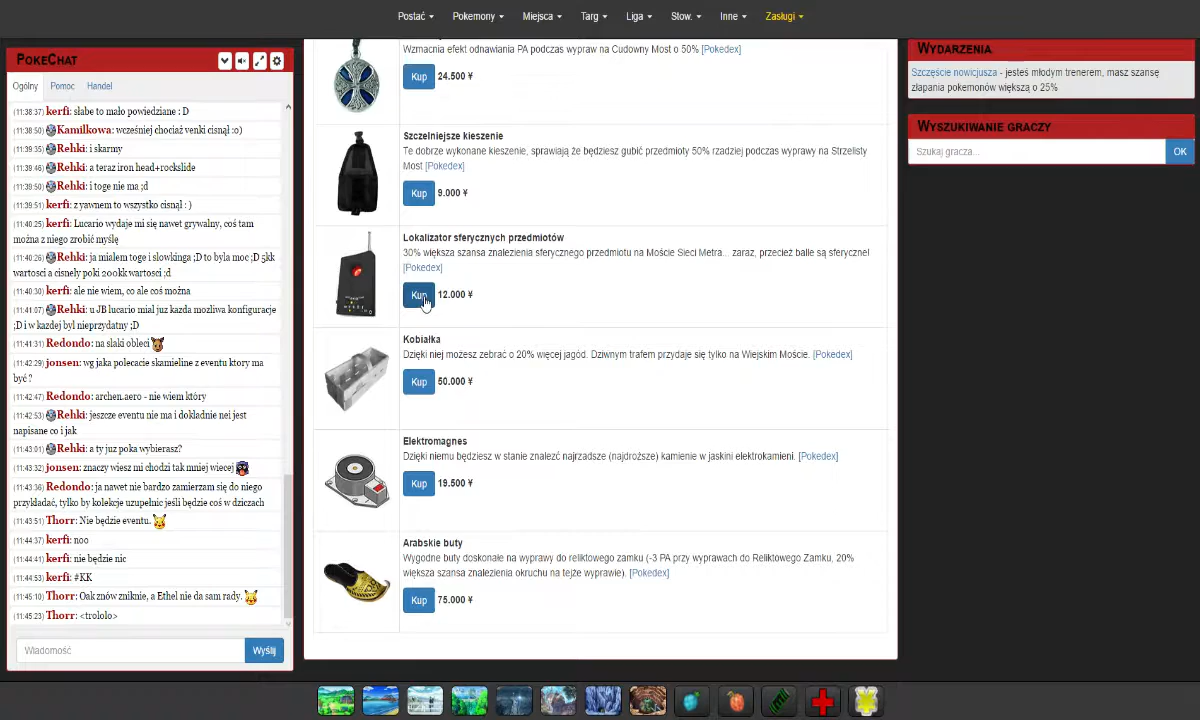 Postać Pokemony Miejsca Targ Liga Stow. Inne Zasługi
PokeChat
Ogólny Pomoc Handel
(11:38:37) kerfi: słabe to mało powiedziane : D
(11:38:50) Kamilkowa: wcześniej chociaż venki cisnął :o)
(11:39:35) Rehki: i skarmy
(11:39:46) Rehki: a teraz iron head+rockslide
(11:39:50) Rehki: i toge nie ma ;d
(11:39:51) kerfi: z yawnem to wszystko cisnął : )
(11:40:25) kerfi: Lucario wydaje mi się nawet grywalny, coś tam
można z niego zrobić myślę
(11:40:26) Rehki: ja mialem toge i slowkinga ;D to byla moc ;D 5kk
wartosci a cisnely poki 200kk wartosci ;d
(11:40:30) kerfi: ale nie wiem, co ale coś można
(11:41:07) Rehki: u JB lucario mial juz kazda mozliwa konfiguracje
;D i w kazdej byl nieprzydatny ;D
(11:41:31) Redondo: na slaki obleci
(11:42:29) jonsen: wg jaka polecacie skamieline z eventu ktory ma
być ?
(11:42:47) Redondo: archen.aero - nie wiem który
(11:42:53) Rehki: jeszcze eventu nie ma i dokladnie nei jest
napisane co i jak
(11:43:01) Rehki: a ty juz poka wybierasz?
(11:43:32) jonsen: znaczy wiesz mi chodzi tak mniej wiecej
(11:43:36) Redondo: ja nawet nie bardzo zamierzam się do niego
przykładać, tylko by kolekcje uzupełnic jeśli będzie coś w dziczach
(11:43:51) Thorr: Nie będzie eventu.
(11:44:37) kerfi: noo
(11:44:41) kerfi: nie będzie nic
(11:44:53) kerfi: #KK
(11:45:10) Thorr: Oak znów zniknie, a Ethel nie da sam rady.
(11:45:23) Thorr: <trololo>
Wiadomość Wyślij
Wzmacnia efekt odnawiania PA podczas wypraw na Cudowny Most o 50% [Pokedex]
Kup 24.500 ¥
Szczelniejsze kieszenie
Te dobrze wykonane kieszenie, sprawiają że będziesz gubić przedmioty 50% rzadziej podczas wyprawy na Strzelisty
Most [Pokedex]
Kup 9.000 ¥
Lokalizator sferycznych przedmiotów
30% większa szansa znalezienia sferycznego przedmiotu na Moście Sieci Metra... zaraz, przecież balle są sferyczne!
[Pokedex]
Kup 12.000 ¥
Kobiałka
Dzięki niej możesz zebrać o 20% więcej jagód. Dziwnym trafem przydaje się tylko na Wiejskim Moście. [Pokedex]
Kup 50.000 ¥
Elektromagnes
Dzięki niemu będziesz w stanie znaleźć najrzadsze (najdroższe) kamienie w jaskini elektrokamieni. [Pokedex]
Kup 19.500 ¥
Arabskie buty
Wygodne buty doskonałe na wyprawy do reliktowego zamku (-3 PA przy wyprawach do Reliktowego Zamku, 20%
większa szansa znalezienia okruchu na tejże wyprawie). [Pokedex]
Kup 75.000 ¥
Wydarzenia
Szczęście nowicjusza - jesteś młodym trenerem, masz szansę
złapania pokemonów większą o 25%
Wyszukiwanie graczy
Szukaj gracza... OK